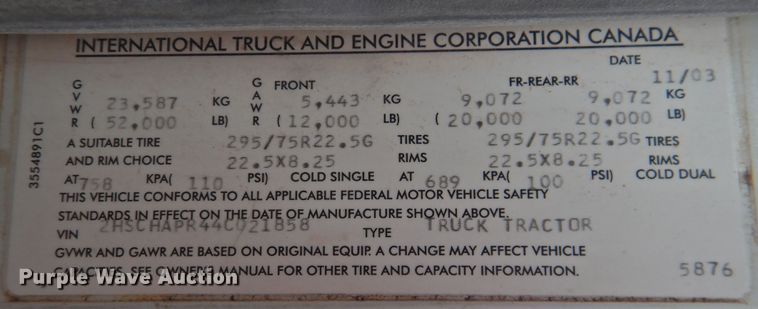 INTERNATIONAL TRUCK AND ENGINE CORPORATION CANADA
DATE
GVWR GAWR FRONT FR-REAR-RR 11/03
23,587 KG 5,443 KG 9,072 9,072 KG
(52,000 LB) (12,000 LB) (20,000 20,000 LB)
A SUITABLE TIRE 295/75R22.5G TIRES 295/75R22.5G TIRES
AND RIM CHOICE 22.5X8.25 RIMS 22.5X8.25 RIMS
AT 758 KPA( 110 PSI) COLD SINGLE AT 689 KPA( 100 PSI) COLD DUAL
THIS VEHICLE CONFORMS TO ALL APPLICABLE FEDERAL MOTOR VEHICLE SAFETY
STANDARDS IN EFFECT ON THE DATE OF MANUFACTURE SHOWN ABOVE.
VIN 2HSCHAPR44C021858 TYPE TRUCK TRACTOR
GVWR AND GAWR ARE BASED ON ORIGINAL EQUIP. A CHANGE MAY AFFECT VEHICLE
CAPACITES. SEE OWNER'S MANUAL FOR OTHER TIRE AND CAPACITY INFORMATION.
5876
3554891C1
Purple Wave Auction